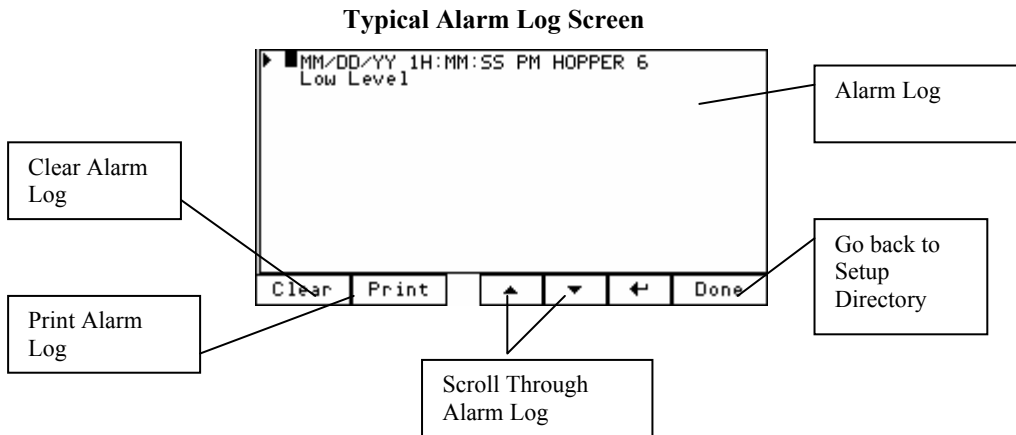 Typical Alarm Log Screen
MM/DD/YY 1H:MM:SS PM HOPPER 6
Low Level
Alarm Log
Clear Alarm
Log
Go back to
Setup
Directory
Clear Print Done
Print Alarm
Log
Scroll Through
Alarm Log